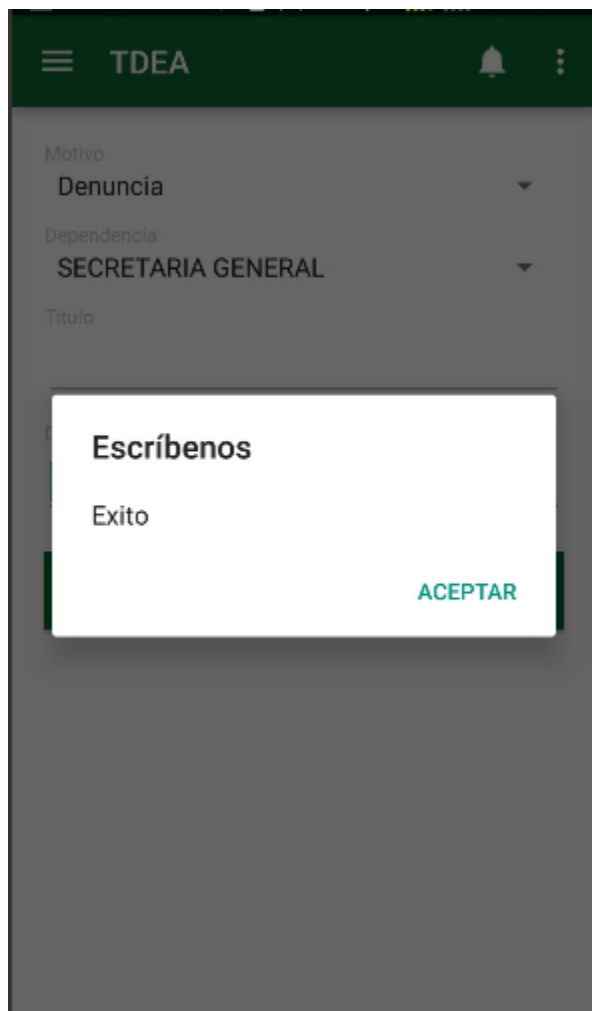 TDEA
Motivo
Denuncia
Dependencia
SECRETARIA GENERAL
Titulo
Escríbenos
Exito
ACEPTAR